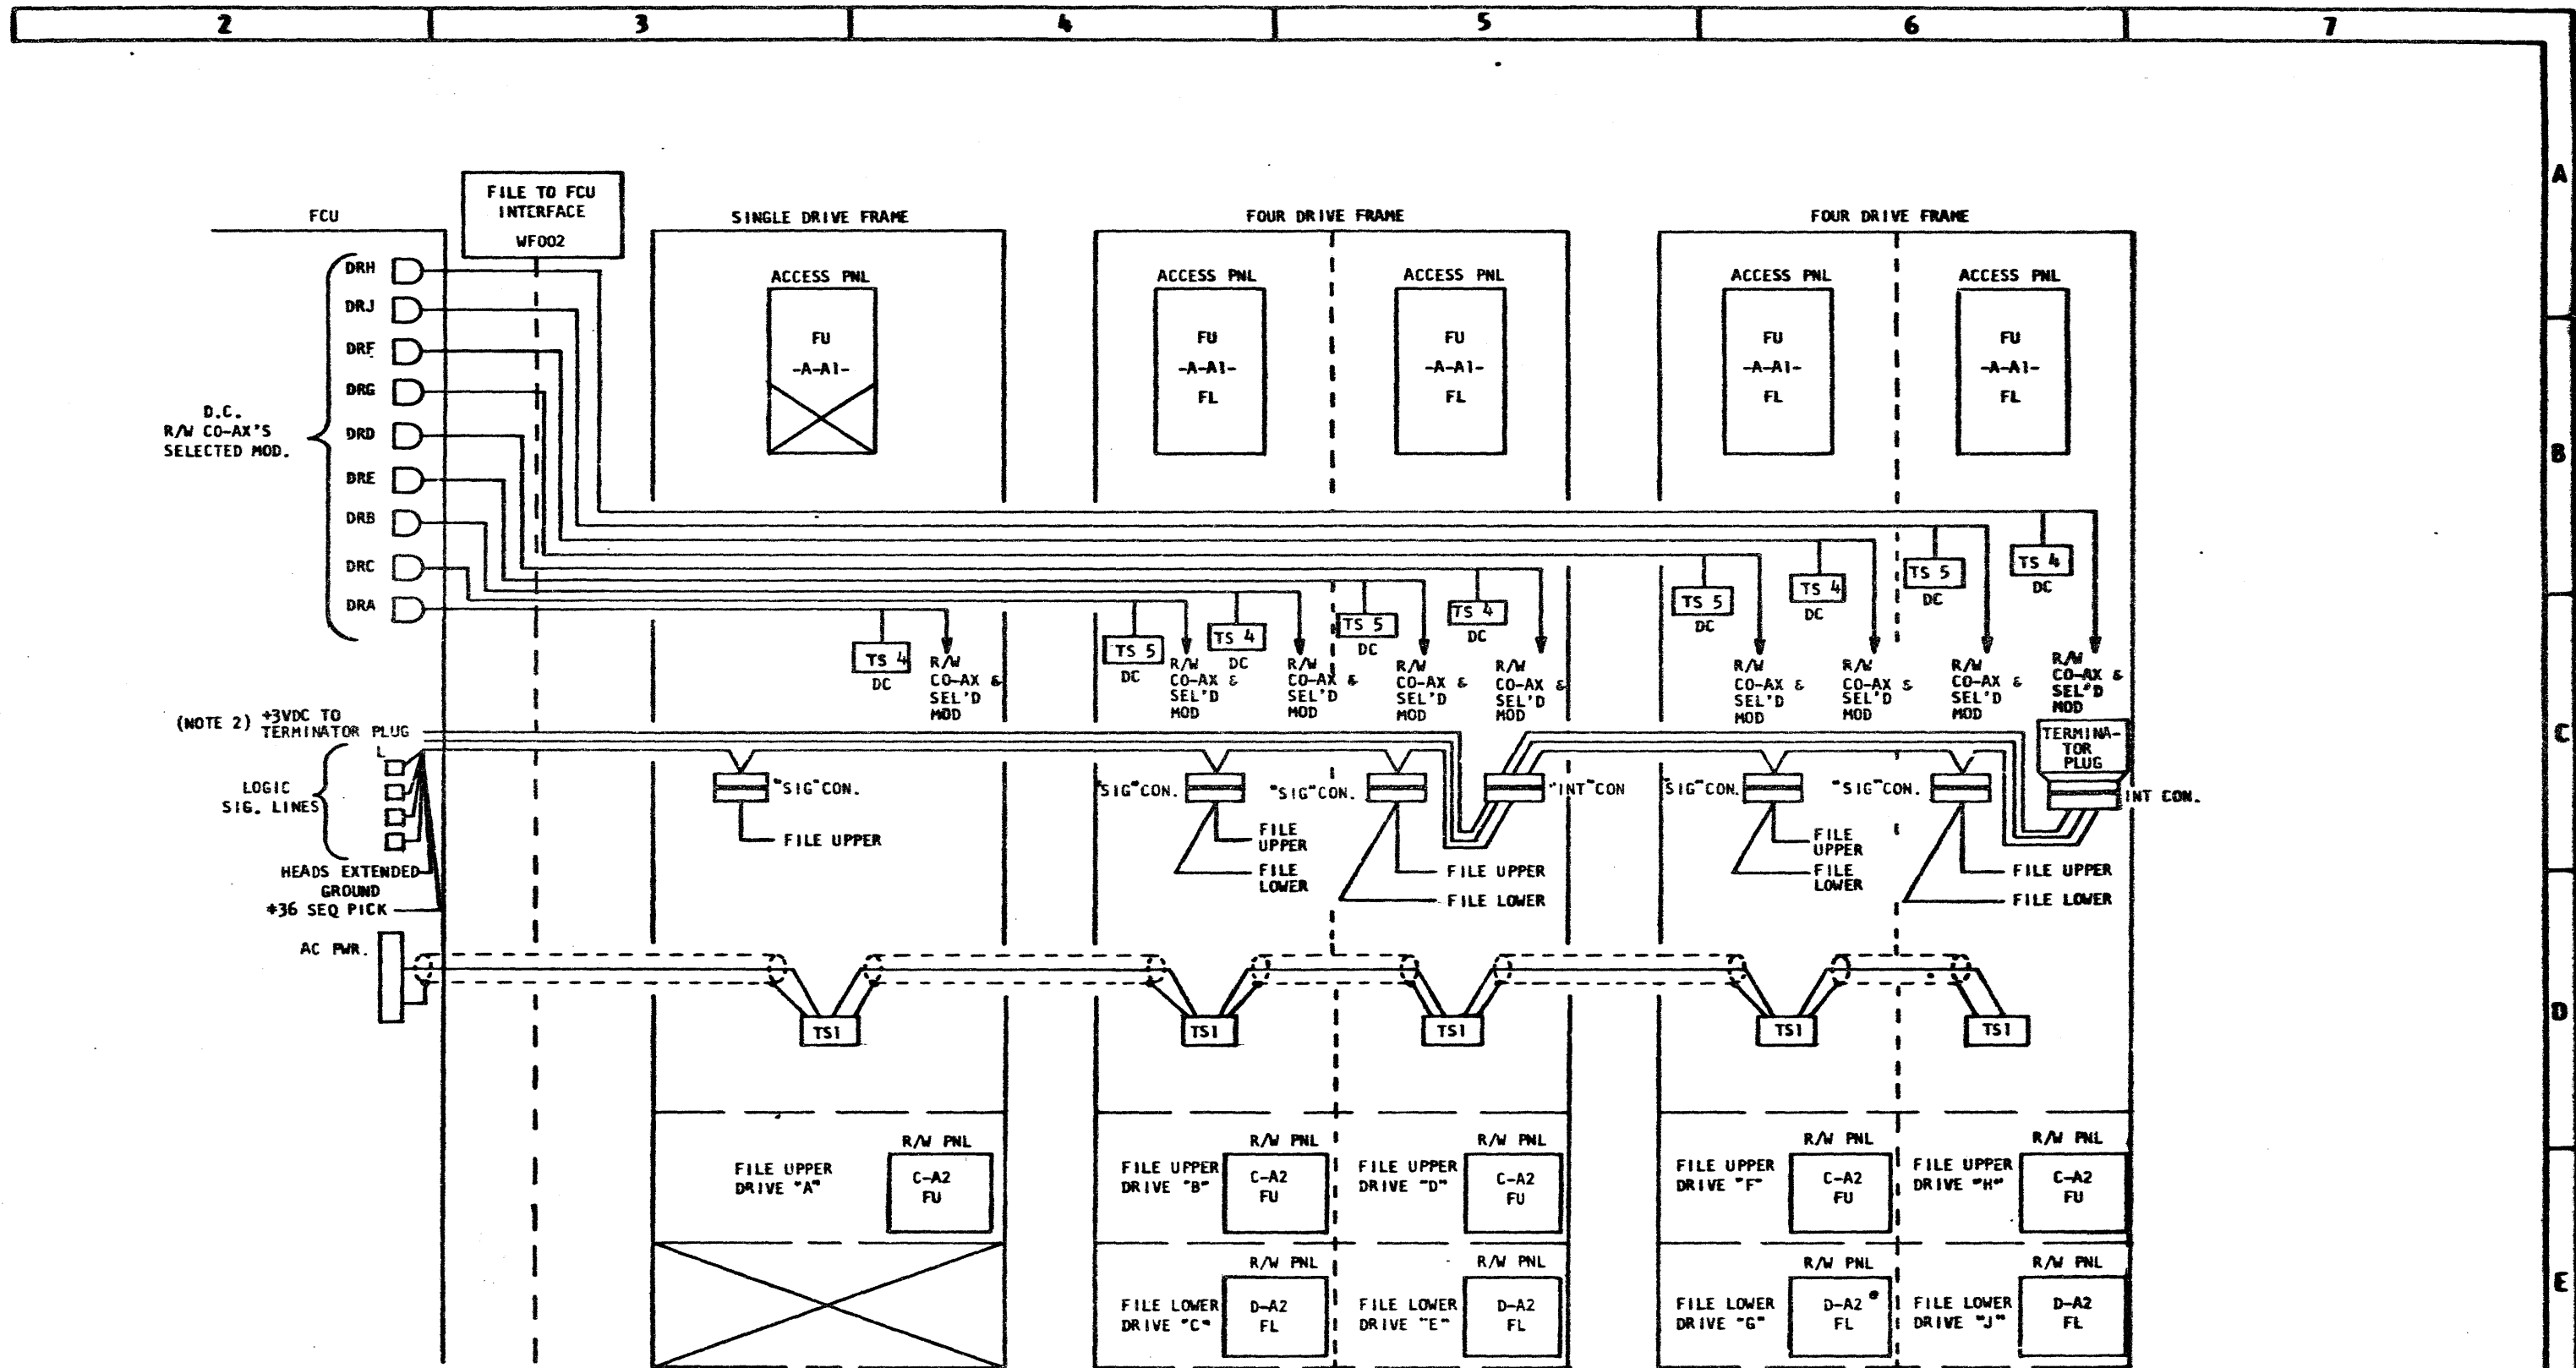 2 3 4 5 6 7
A
B
C
D
E
FCU
FILE TO FCU
INTERFACE
WF002
SINGLE DRIVE FRAME
FOUR DRIVE FRAME
FOUR DRIVE FRAME
DRH
DRJ
DRF
DRG
DRD
DRE
DRB
DRC
DRA
D.C.
R/W CO-AX'S
SELECTED MOD.
ACCESS PNL
FU
-A-A1-
ACCESS PNL
FU
-A-A1-
FL
ACCESS PNL
FU
-A-A1-
FL
ACCESS PNL
FU
-A-A1-
FL
ACCESS PNL
FU
-A-A1-
FL
TS 4
DC
TS 5
DC
TS 4
DC
TS 5
DC
TS 4
DC
TS 5
DC
TS 4
DC
TS 5
DC
TS 4
DC
R/W
CO-AX &
SEL'D
MOD
R/W
CO-AX &
SEL'D
MOD
R/W
CO-AX &
SEL'D
MOD
R/W
CO-AX &
SEL'D
MOD
R/W
CO-AX &
SEL'D
MOD
R/W
CO-AX &
SEL'D
MOD
R/W
CO-AX &
SEL'D
MOD
R/W
CO-AX &
SEL'D
MOD
R/W
CO-AX &
SEL'D
MOD
(NOTE 2) +3VDC TO
TERMINATOR PLUG
LOGIC
SIG. LINES
HEADS EXTENDED
GROUND
+36 SEQ PICK
"SIG"CON.
FILE UPPER
"SIG"CON.
FILE
UPPER
FILE
LOWER
"SIG"CON.
FILE UPPER
FILE LOWER
"INT"CON
"SIG"CON.
FILE
UPPER
FILE
LOWER
"SIG"CON.
FILE UPPER
FILE LOWER
TERMINA-
TOR
PLUG
INT CON.
AC PWR.
TS1
TS1
TS1
TS1
TS1
FILE UPPER
DRIVE "A"
R/W PNL
C-A2
FU
FILE UPPER
DRIVE "B"
R/W PNL
C-A2
FU
FILE UPPER
DRIVE "D"
R/W PNL
C-A2
FU
FILE UPPER
DRIVE "F"
R/W PNL
C-A2
FU
FILE UPPER
DRIVE "H"
R/W PNL
C-A2
FU
FILE LOWER
DRIVE "C"
R/W PNL
D-A2
FL
FILE LOWER
DRIVE "E"
R/W PNL
D-A2
FL
FILE LOWER
DRIVE "G"
R/W PNL
D-A2
FL
FILE LOWER
DRIVE "J"
R/W PNL
D-A2
FL